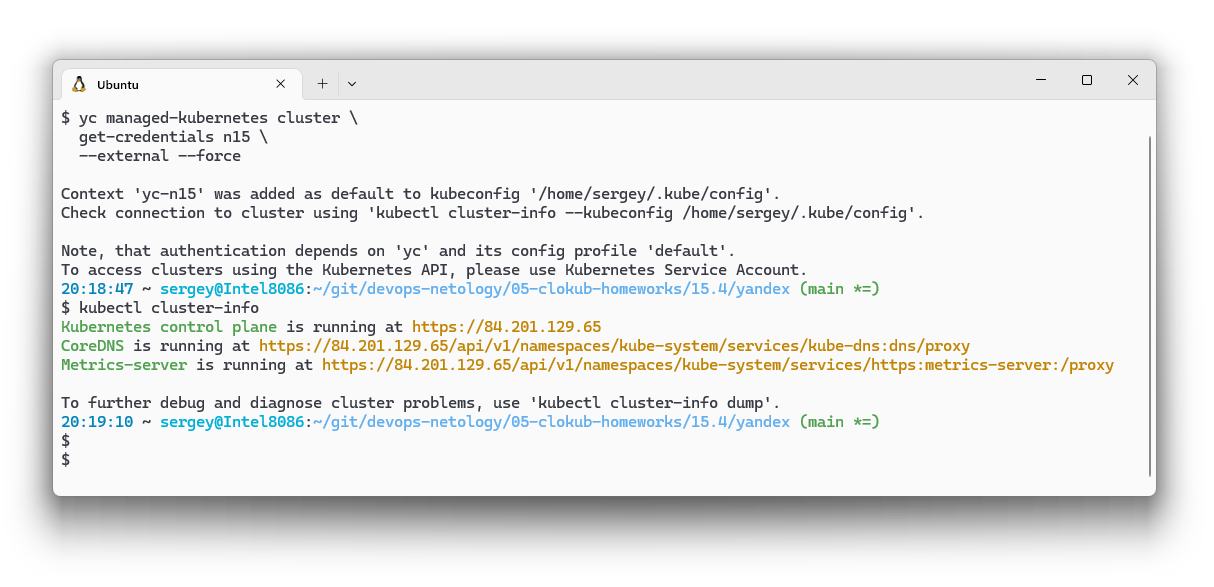 Ubuntu
$ yc managed-kubernetes cluster \
  get-credentials n15 \
  --external --force

Context 'yc-n15' was added as default to kubeconfig '/home/sergey/.kube/config'.
Check connection to cluster using 'kubectl cluster-info --kubeconfig /home/sergey/.kube/config'.

Note, that authentication depends on 'yc' and its config profile 'default'.
To access clusters using the Kubernetes API, please use Kubernetes Service Account.
20:18:47 ~ sergey@Intel8086:~/git/devops-netology/05-clokub-homeworks/15.4/yandex (main *=)
$ kubectl cluster-info
Kubernetes control plane is running at https://84.201.129.65
CoreDNS is running at https://84.201.129.65/api/v1/namespaces/kube-system/services/kube-dns:dns/proxy
Metrics-server is running at https://84.201.129.65/api/v1/namespaces/kube-system/services/https:metrics-server:/proxy

To further debug and diagnose cluster problems, use 'kubectl cluster-info dump'.
20:19:10 ~ sergey@Intel8086:~/git/devops-netology/05-clokub-homeworks/15.4/yandex (main *=)
$
$